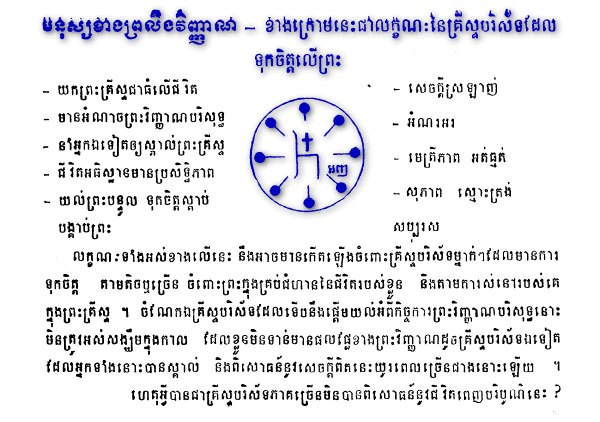 មនុស្សខាងព្រលឹងវិញ្ញាណ – ខាងក្រោមនេះជាលក្ខណៈនៃគ្រីស្ទបរិស័ទដែល
ទុកចិត្តលើព្រះ
– យកព្រះគ្រីស្ទជាធំលើជីវិត
– មានអំណាចព្រះវិញ្ញាណបរិសុទ្ធ
– នាំអ្នកឯទៀតឲ្យស្គាល់ព្រះគ្រីស្ទ
– ជីវិតអធិស្ឋានមានប្រសិទ្ធិភាព
– យល់ព្រះបន្ទូល ទុកចិត្តស្តាប់
បង្គាប់ព្រះ
អញ
– សេចក្តីស្រឡាញ់
– អំណរអរ
– មេត្រីភាព អត់ធ្មត់
– សុភាព ស្មោះត្រង់
សប្បុរស
លក្ខណៈទាំងអស់ខាងលើនេះ នឹងអាចមានកើតឡើងចំពោះគ្រីស្ទបរិស័ទម្នាក់ៗដែលមានការ
ទុកចិត្ត តាមតិចឬច្រើន ចំពោះព្រះក្នុងគ្រប់ជំហាននៃជីវិតរបស់ខ្លួន និងតាមការស់នៅរបស់គេ
ក្នុងព្រះគ្រីស្ទ ។ ចំណែកឯគ្រីស្ទបរិស័ទដែលទើបនឹងផ្តើមយល់អំពីកិច្ចការព្រះវិញ្ញាណបរិសុទ្ធនោះ
មិនត្រូវអស់សង្ឃឹមក្នុងកាល ដែលខ្លួនមិនទាន់មានផលផ្លែខាងព្រះវិញ្ញាណដូចគ្រីស្ទបរិស័ទឯទៀត
ដែលអ្នកទាំងនោះបានស្គាល់ និងពិសោធន៍នូវសេចក្តីពិតនេះយូរពេលច្រើនជាងនោះឡើយ ។
ហេតុអ្វីបានជាគ្រីស្ទបរិស័ទភាគច្រើនមិនបានពិសោធន៍នូវជីវិតពេញបរិបូណ៌នេះ ?